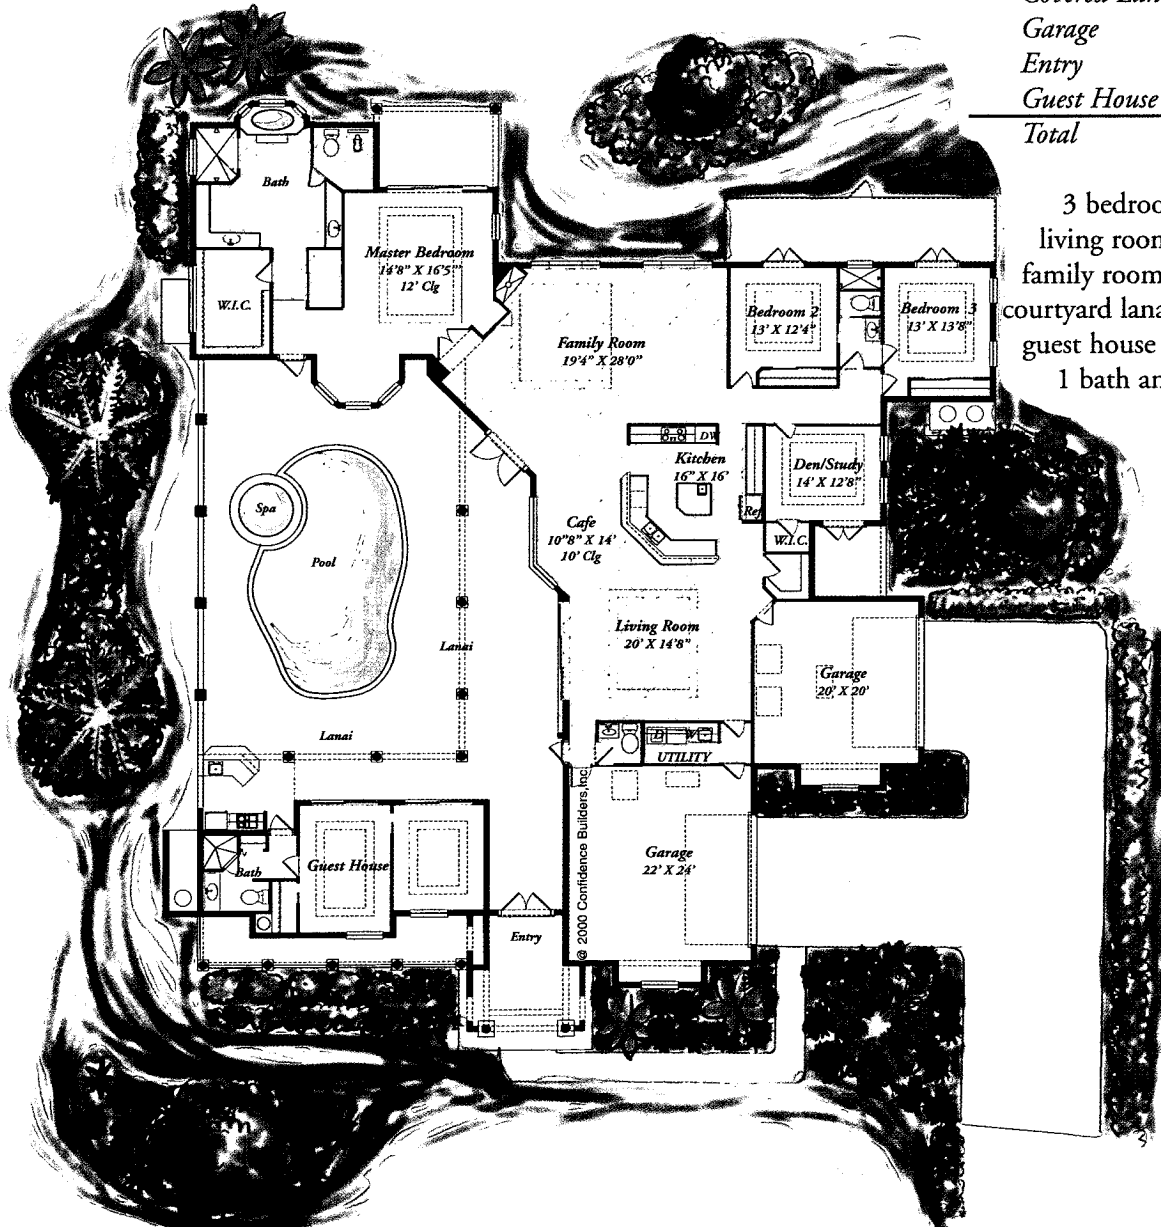 Covered Lan
Garage
Entry
Guest House
Total
3 bedroo
living room
family room
courtyard lana
guest house
1 bath an
Bath
Master Bedroom
14'8" X 16'5"
12' Clg
W.I.C.
Family Room
19'4" X 28'0"
Bedroom 2
13' X 12'4"
Bedroom 3
13' X 13'8"
DW
Kitchen
16" X 16'
Den/Study
14' X 12'8"
Ref
W.I.C.
Cafe
10"8" X 14'
10' Clg
Spa
Pool
Living Room
20' X 14'8"
Lanai
Garage
20' X 20'
Lanai
D W
UTILITY
Garage
22' X 24'
Guest House
Bath
Entry
@ 2000 Confidence Builders,Inc.